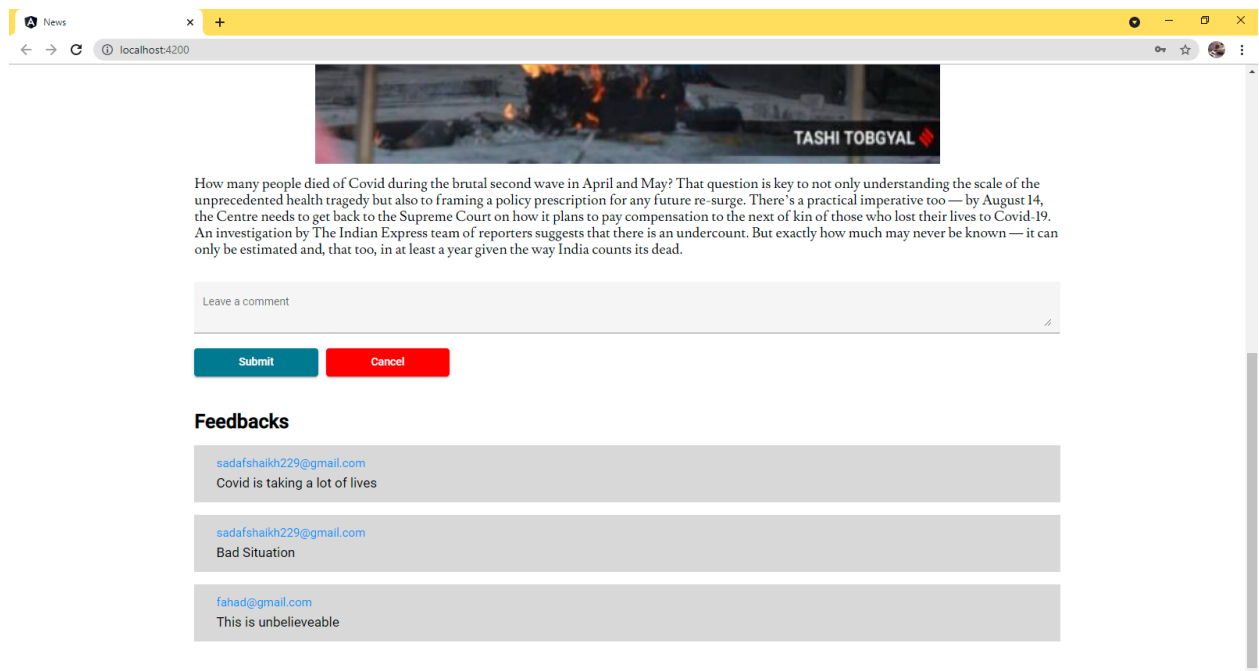 News
localhost:4200
TASHI TOBGYAL
How many people died of Covid during the brutal second wave in April and May? That question is key to not only understanding the scale of the
unprecedented health tragedy but also to framing a policy prescription for any future re-surge. There's a practical imperative too — by August 14,
the Centre needs to get back to the Supreme Court on how it plans to pay compensation to the next of kin of those who lost their lives to Covid-19.
An investigation by The Indian Express team of reporters suggests that there is an undercount. But exactly how much may never be known — it can
only be estimated and, that too, in at least a year given the way India counts its dead.
Leave a comment
Submit Cancel
Feedbacks
sadafshaikh229@gmail.com
Covid is taking a lot of lives
sadafshaikh229@gmail.com
Bad Situation
fahad@gmail.com
This is unbelieveable